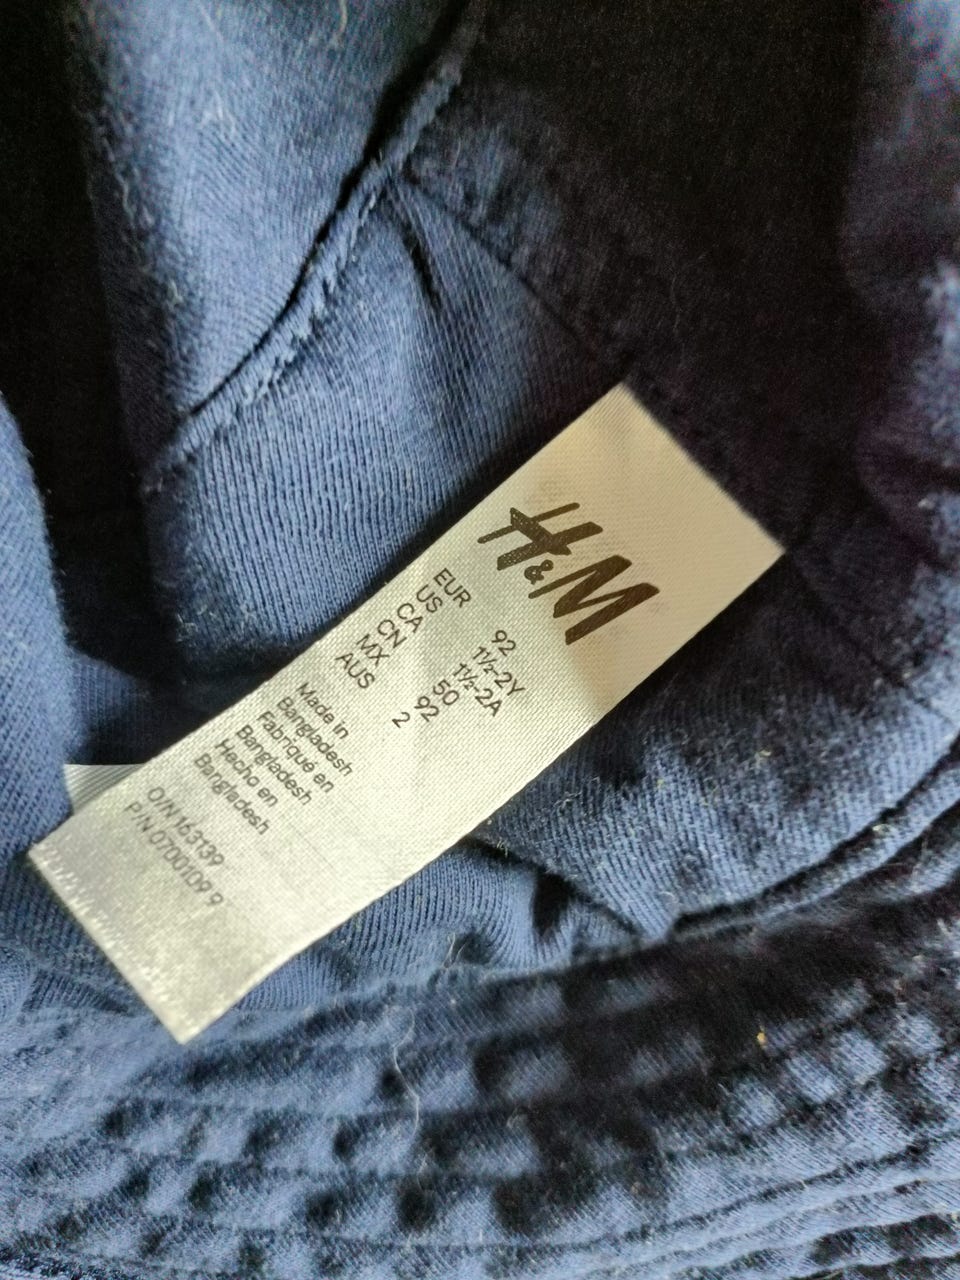 H&M
EUR 92
US 1½-2Y
CA 1½-2A
CN 50
MX 92
AUS 2
Made in
Bangladesh
Fabriqué en
Bangladesh
Hecho en
Bangladesh
O/N 163139
P/N 0700109 9